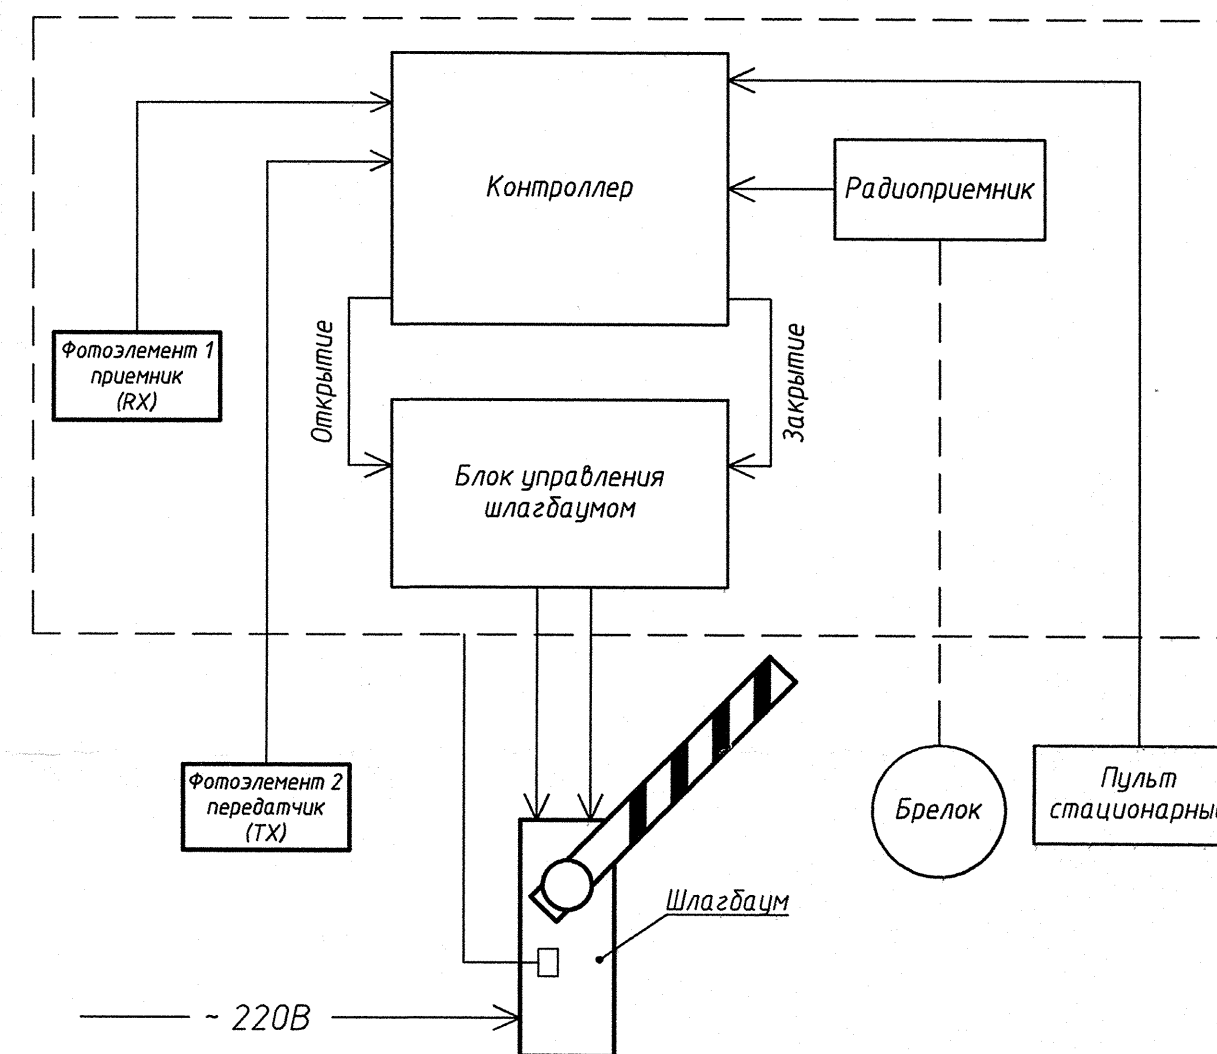 Контроллер
Радиоприемник
Фотоэлемент 1
приемник
(RX)
Открытие
Закрытие
Блок управления
шлагбаумом
Фотоэлемент 2
передатчик
(TX)
Брелок
Пульт
стационарны
Шлагбаум
~ 220В